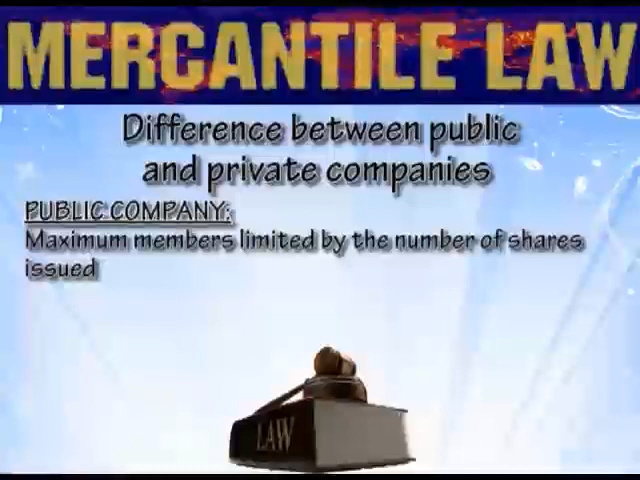 MERCANTILE LAW
Difference between public
and private companies
PUBLIC COMPANY:
Maximum members limited by the number of shares
issued
LAW